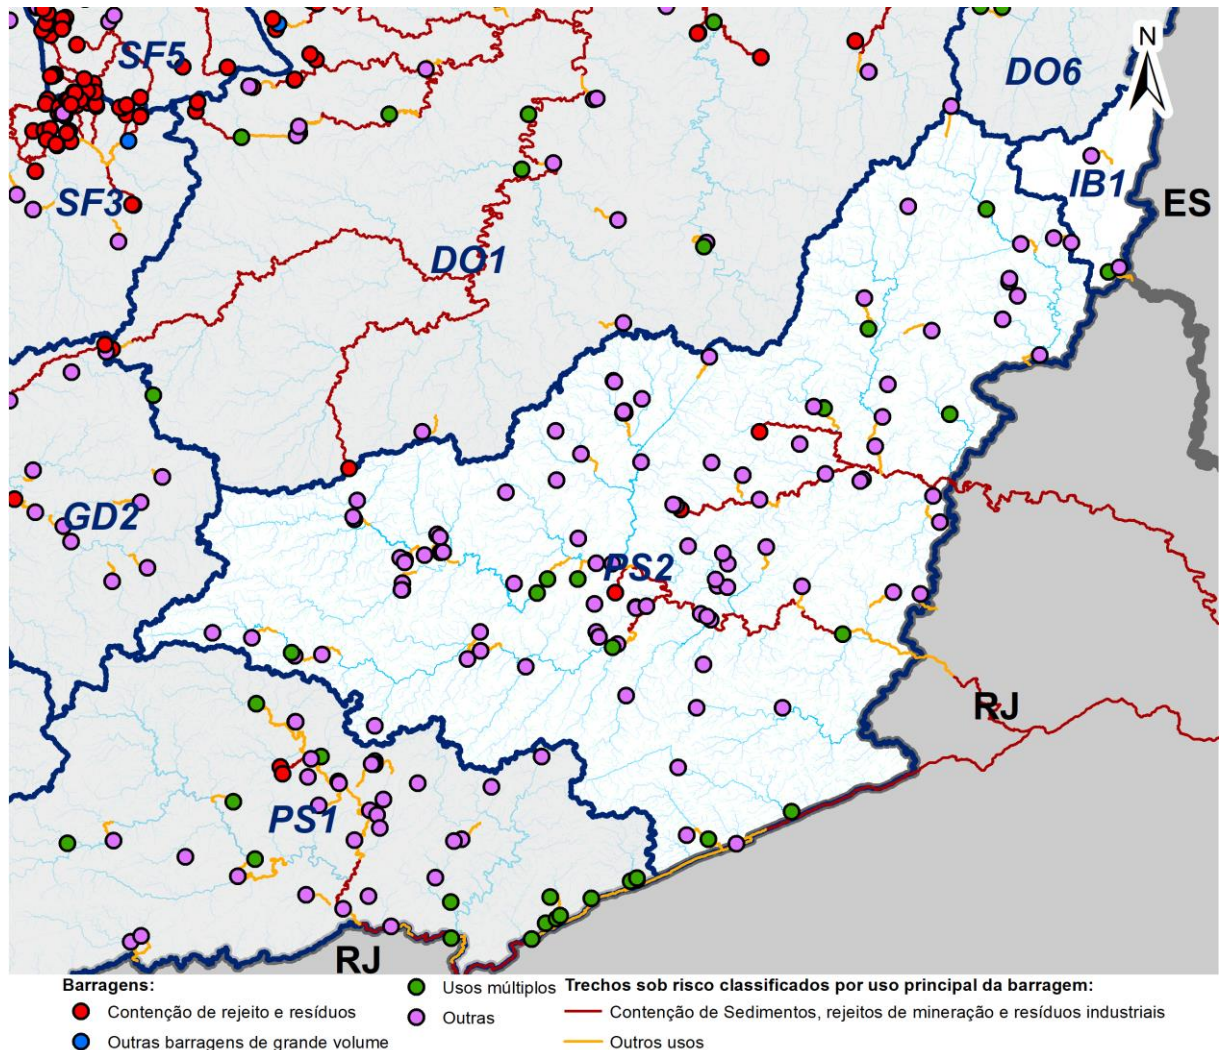 N
SF5
DO6
IB1
ES
SF3
DO1
GD2
PS2
RJ
PS1
RJ
Barragens:
Contenção de rejeito e resíduos
Outras barragens de grande volume
Usos múltiplos
Outras
Trechos sob risco classificados por uso principal da barragem:
Contenção de Sedimentos, rejeitos de mineração e resíduos industriais
Outros usos